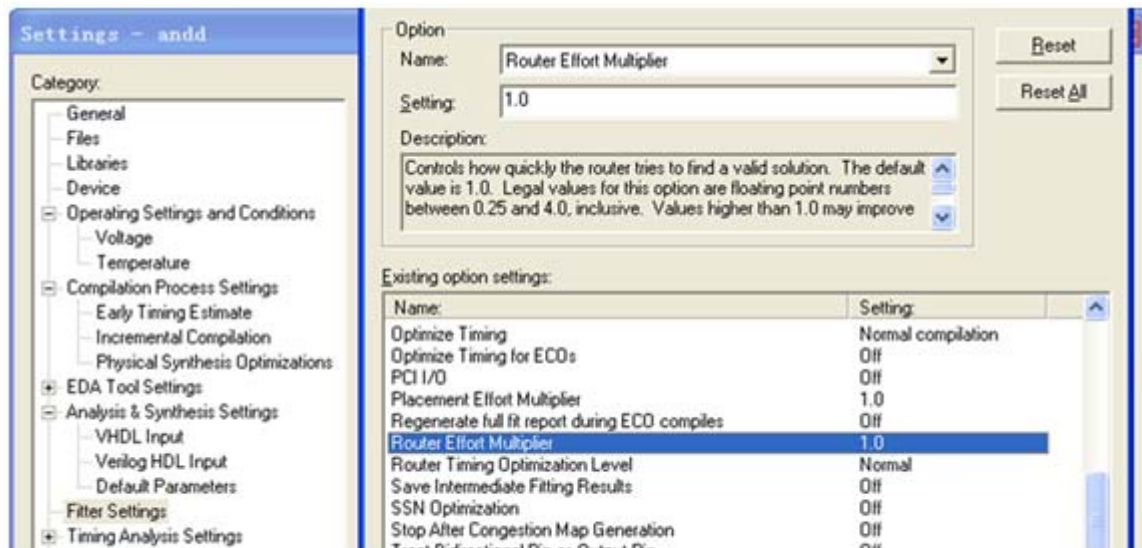 Settings - andd
Category:
General
Files
Libraries
Device
Operating Settings and Conditions
Voltage
Temperature
Compilation Process Settings
Early Timing Estimate
Incremental Compilation
Physical Synthesis Optimizations
EDA Tool Settings
Analysis & Synthesis Settings
VHDL Input
Verilog HDL Input
Default Parameters
Fitter Settings
Timing Analysis Settings
Option
Name: Router Effort Multiplier
Setting: 1.0
Description:
Controls how quickly the router tries to find a valid solution. The default
value is 1.0. Legal values for this option are floating point numbers
between 0.25 and 4.0, inclusive. Values higher than 1.0 may improve
Reset
Reset All
Existing option settings:
Name: Setting:
Optimize Timing Normal compilation
Optimize Timing for ECOs Off
PCI I/O Off
Placement Effort Multiplier 1.0
Regenerate full fit report during ECO compiles Off
Router Effort Multiplier 1.0
Router Timing Optimization Level Normal
Save Intermediate Fitting Results Off
SSN Optimization Off
Stop After Congestion Map Generation Off